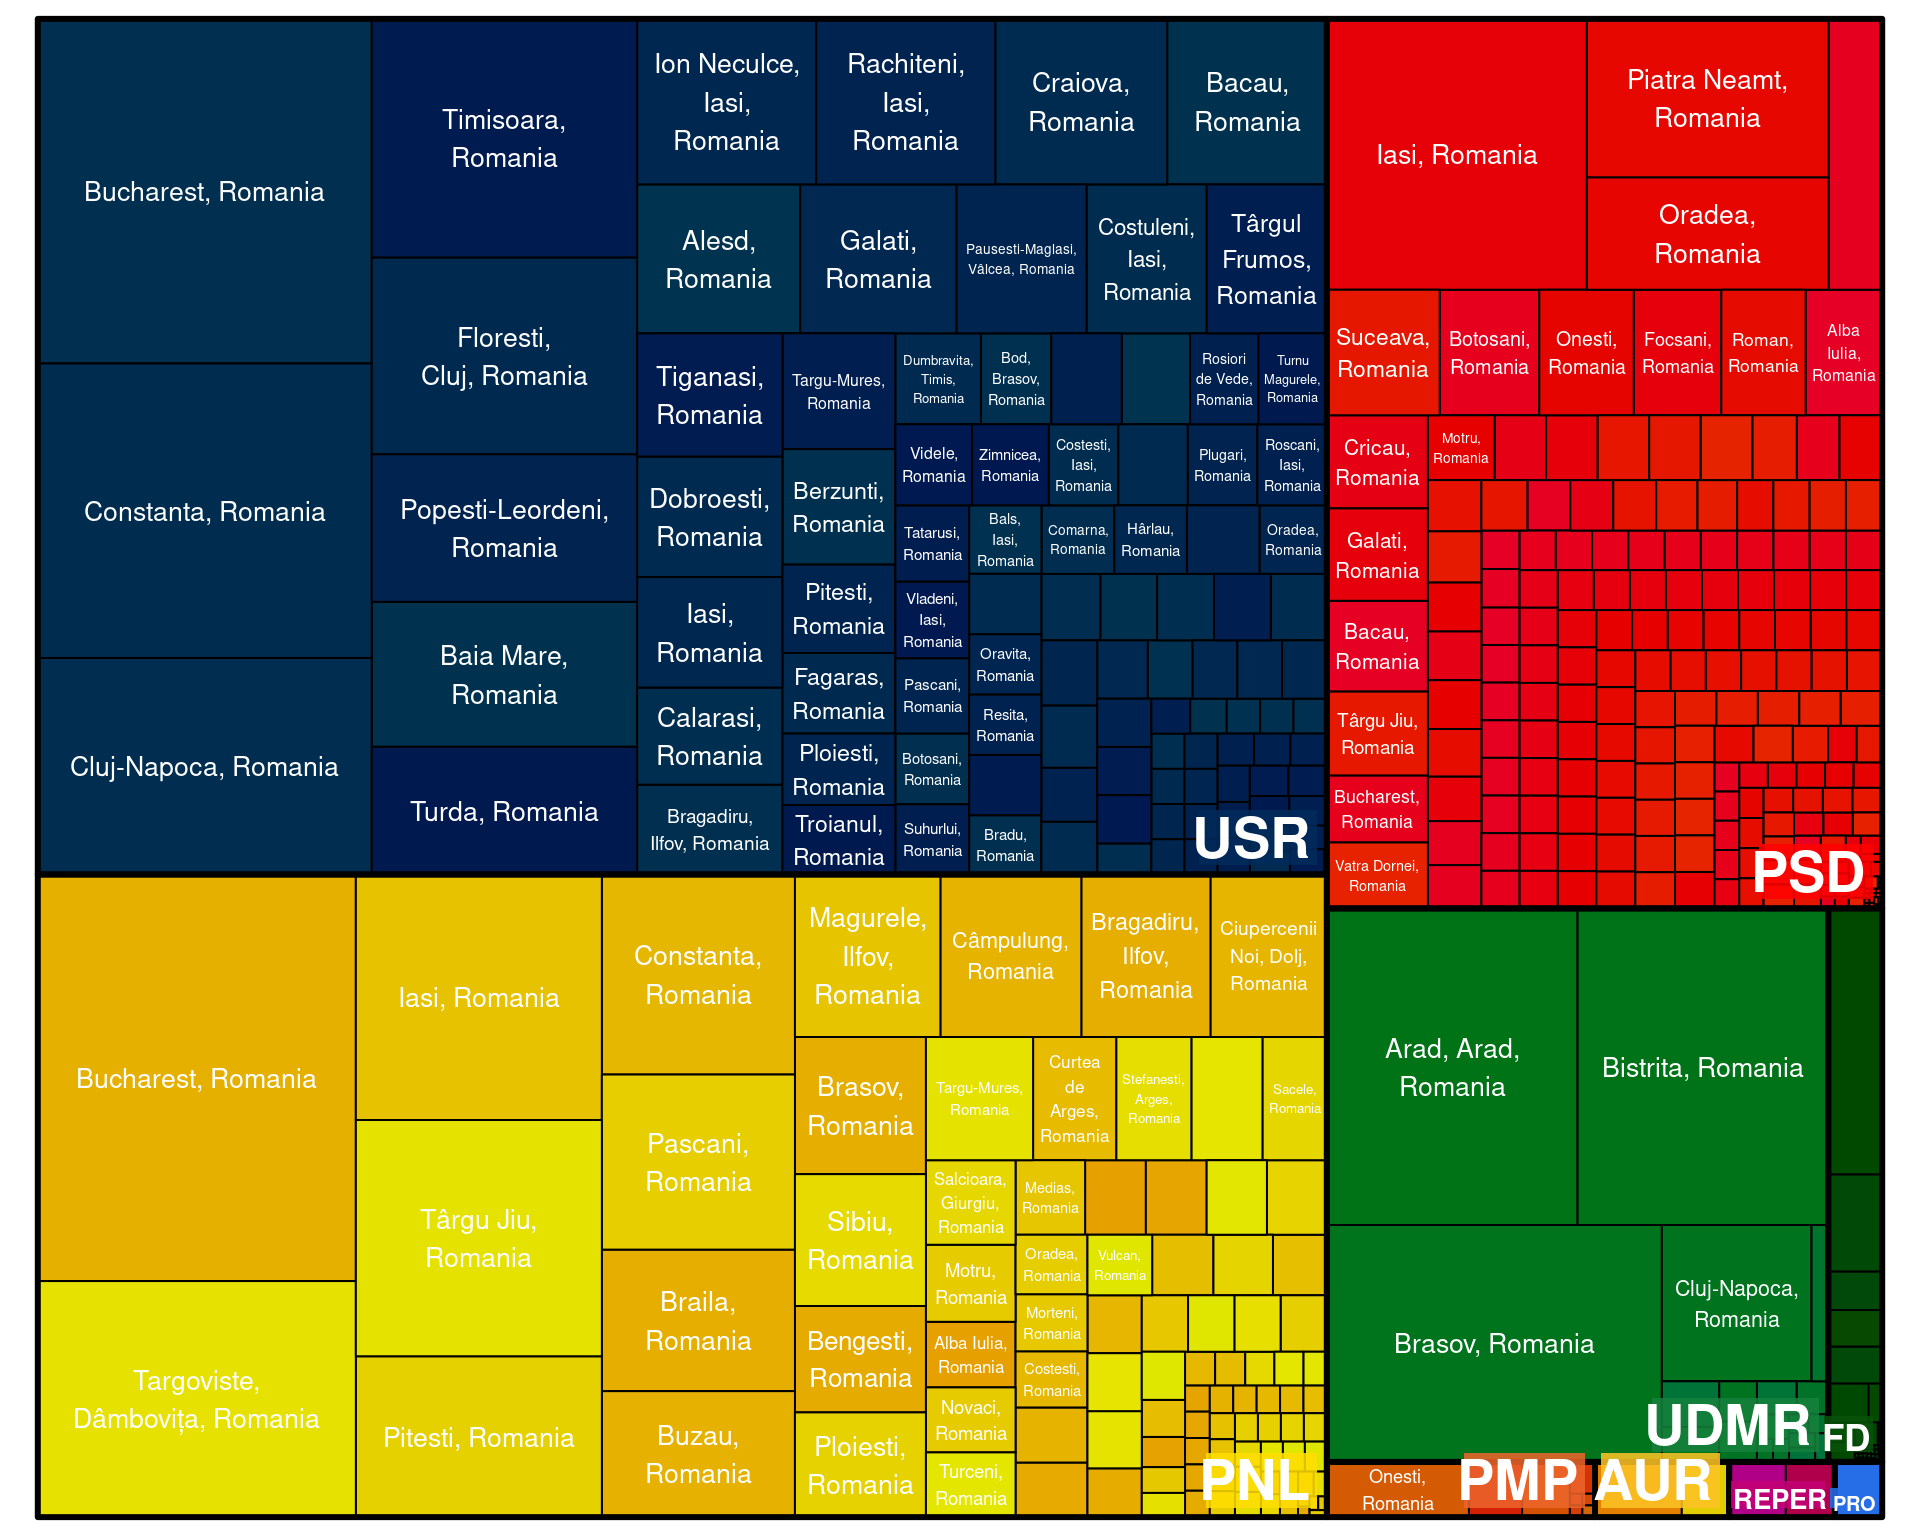 Bucharest, Romania
Constanta, Romania
Cluj-Napoca, Romania
Timisoara,
Romania
Floresti,
Cluj, Romania
Popesti-Leordeni,
Romania
Baia Mare,
Romania
Turda, Romania
Ion Neculce,
Iasi,
Romania
Rachiteni,
Iasi,
Romania
Craiova,
Romania
Bacau,
Romania
Alesd,
Romania
Galati,
Romania
Pausesti-Maglasi,
Vâlcea, Romania
Costuleni,
Iasi,
Romania
Târgul
Frumos,
Romania
Tiganasi,
Romania
Dobroesti,
Romania
Iasi,
Romania
Calarasi,
Romania
Bragadiru,
Ilfov, Romania
Targu-Mures,
Romania
Berzunti,
Romania
Pitesti,
Romania
Fagaras,
Romania
Ploiesti,
Romania
Troianul,
Romania
Dumbravita,
Timis,
Romania
Bod,
Brasov,
Romania
Rosiori
de Vede,
Romania
Turnu
Magurele,
Romania
Videle,
Romania
Zimnicea,
Romania
Costesti,
Iasi,
Romania
Plugari,
Romania
Roscani,
Iasi,
Romania
Tatarusi,
Romania
Bals,
Iasi,
Romania
Comarna,
Romania
Hârlau,
Romania
Oradea,
Romania
Vladeni,
Iasi,
Romania
Pascani,
Romania
Botosani,
Romania
Suhurlui,
Romania
Oravita,
Romania
Resita,
Romania
Bradu,
Romania
USR
Iasi, Romania
Piatra Neamt,
Romania
Oradea,
Romania
Suceava,
Romania
Botosani,
Romania
Onesti,
Romania
Focsani,
Romania
Roman,
Romania
Alba
Iulia,
Romania
Cricau,
Romania
Galati,
Romania
Bacau,
Romania
Târgu Jiu,
Romania
Bucharest,
Romania
Vatra Dornei,
Romania
Motru,
Romania
PSD
Bucharest, Romania
Targoviste,
Dâmbovița, Romania
Iasi, Romania
Târgu Jiu,
Romania
Pitesti, Romania
Constanta,
Romania
Pascani,
Romania
Braila,
Romania
Buzau,
Romania
Magurele,
Ilfov,
Romania
Câmpulung,
Romania
Bragadiru,
Ilfov,
Romania
Ciupercenii
Noi, Dolj,
Romania
Brasov,
Romania
Sibiu,
Romania
Bengesti,
Romania
Ploiesti,
Romania
Targu-Mures,
Romania
Curtea
de
Arges,
Romania
Stefanesti,
Arges,
Romania
Sacele,
Romania
Salcioara,
Giurgiu,
Romania
Motru,
Romania
Alba Iulia,
Romania
Novaci,
Romania
Turceni,
Romania
Medias,
Romania
Oradea,
Romania
Vulcan,
Romania
Morteni,
Romania
Costesti,
Romania
PNL
Arad, Arad,
Romania
Bistrita, Romania
Brasov, Romania
Cluj-Napoca,
Romania
UDMR
FD
Onesti,
Romania
PMP
AUR
REPER
PRO